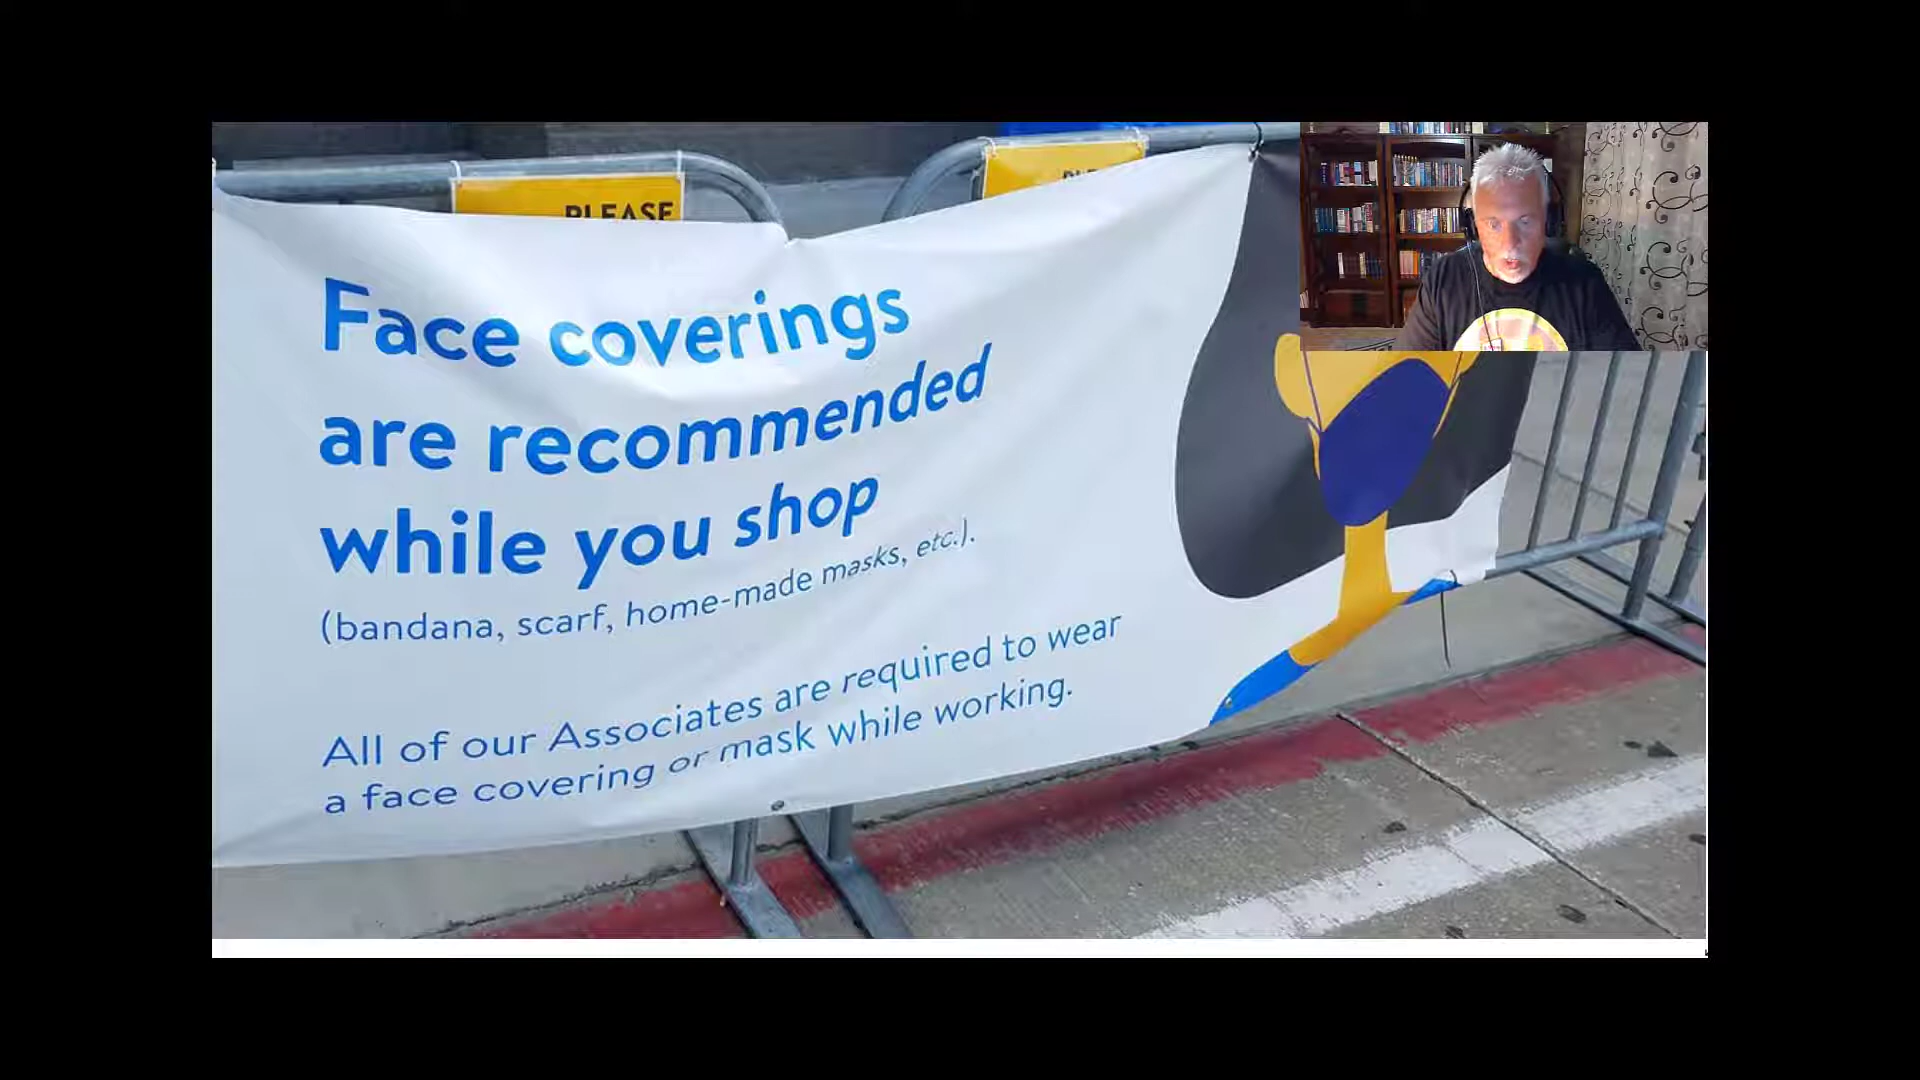 PLEASE
Face coverings
are recommended
while you shop
(bandana, scarf, home-made masks, etc.).
All of our Associates are required to wear
a face covering or mask while working.